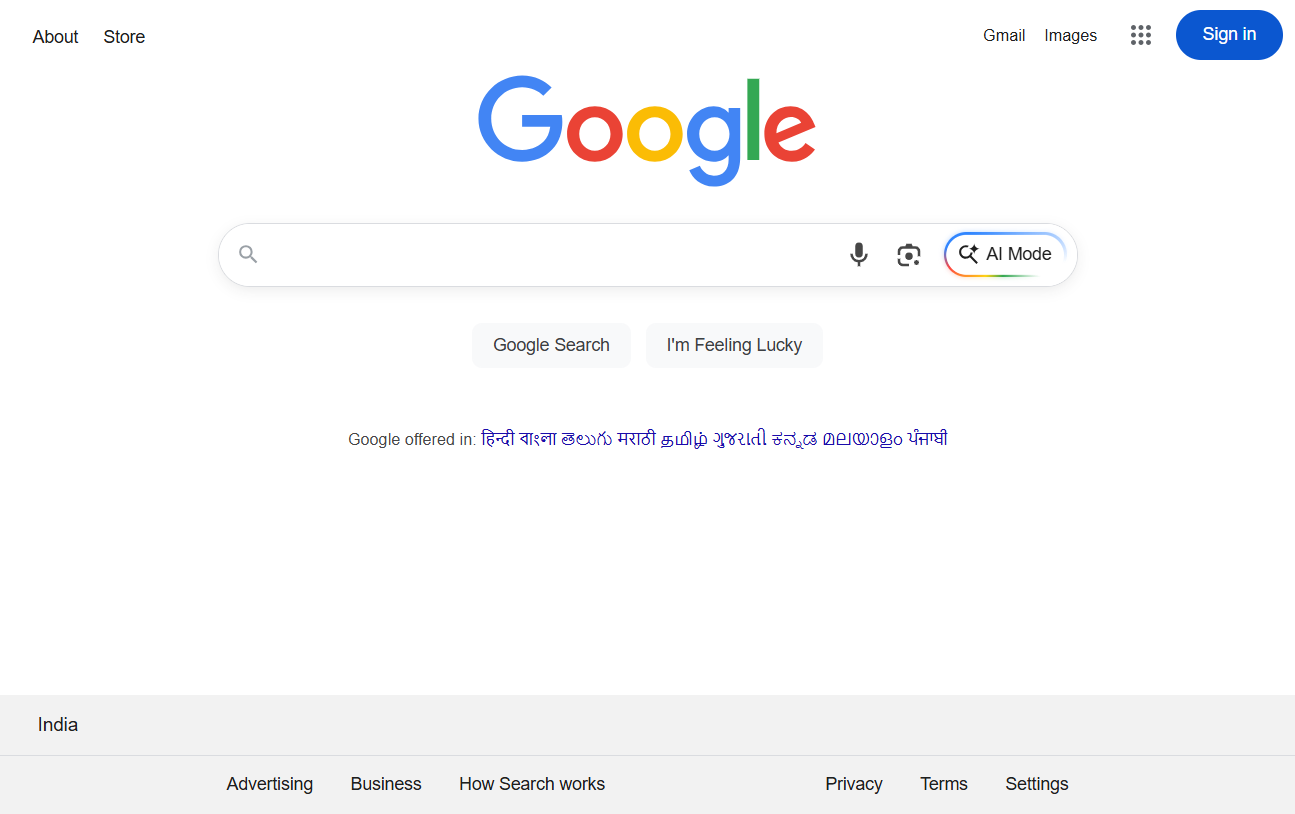 About Store Gmail Images Sign in
Google
AI Mode
Google Search I'm Feeling Lucky
Google offered in: हिन्दी বাংলা తెలుగు मराठी தமிழ் ગુજરાતી ಕನ್ನಡ മലയാളം ਪੰਜਾਬੀ
India
Advertising Business How Search works Privacy Terms Settings